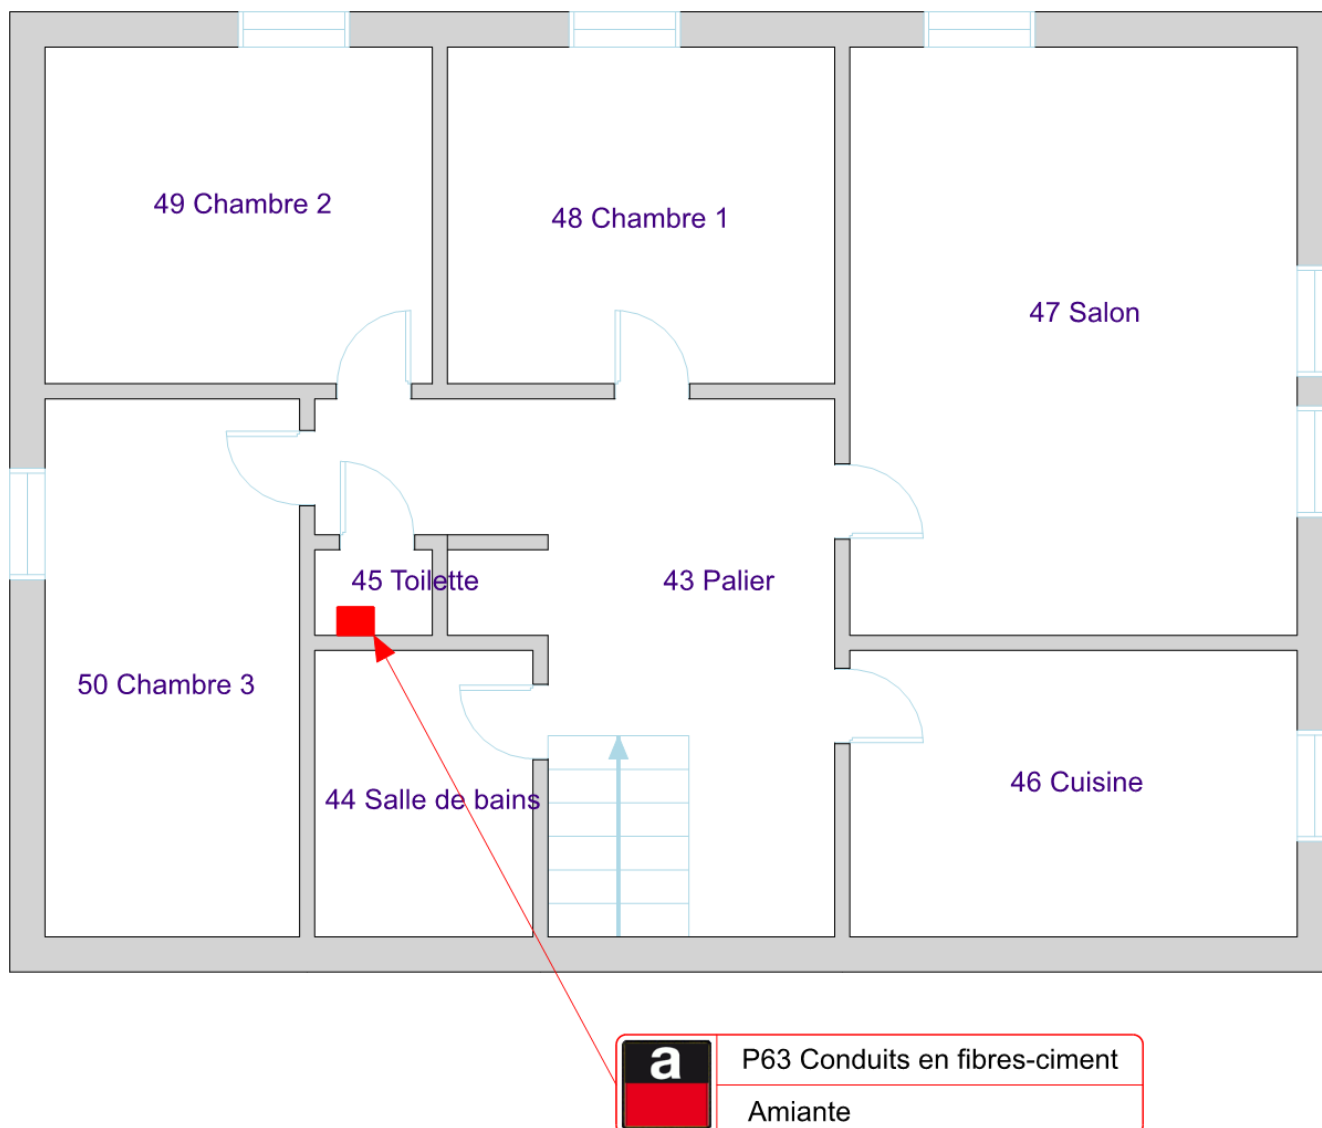 49 Chambre 2
48 Chambre 1
47 Salon
45 Toilette
43 Palier
50 Chambre 3
44 Salle de bains
46 Cuisine
a
P63 Conduits en fibres-ciment
Amiante